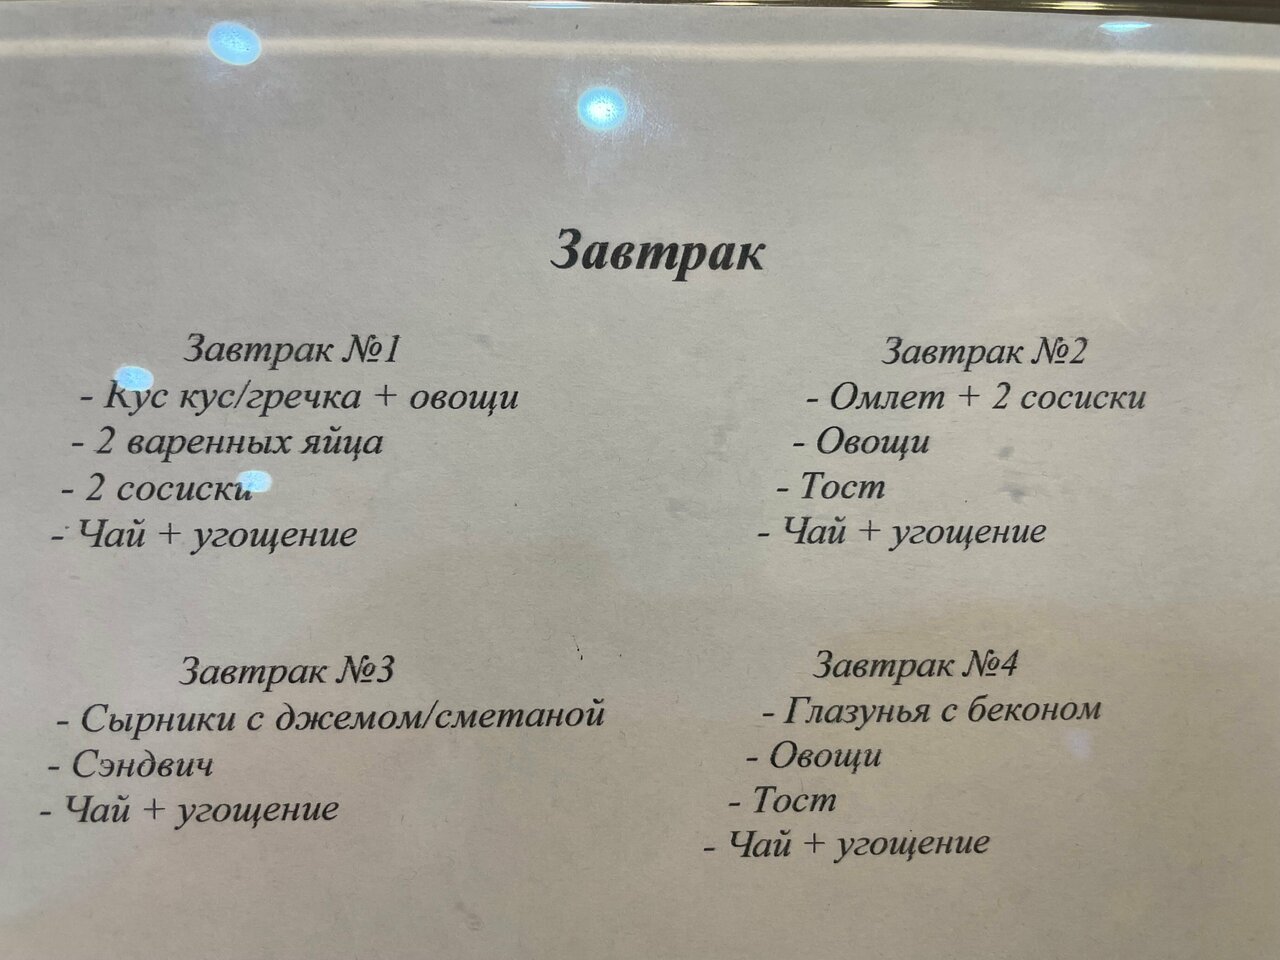 Завтрак
Завтрак №1
- Кус кус/гречка + овощи
- 2 варенных яйца
- 2 сосиски
- Чай + угощение
Завтрак №2
- Омлет + 2 сосиски
- Овощи
- Тост
- Чай + угощение
Завтрак №3
- Сырники с джемом/сметаной
- Сэндвич
- Чай + угощение
Завтрак №4
- Глазунья с беконом
- Овощи
- Тост
- Чай + угощение